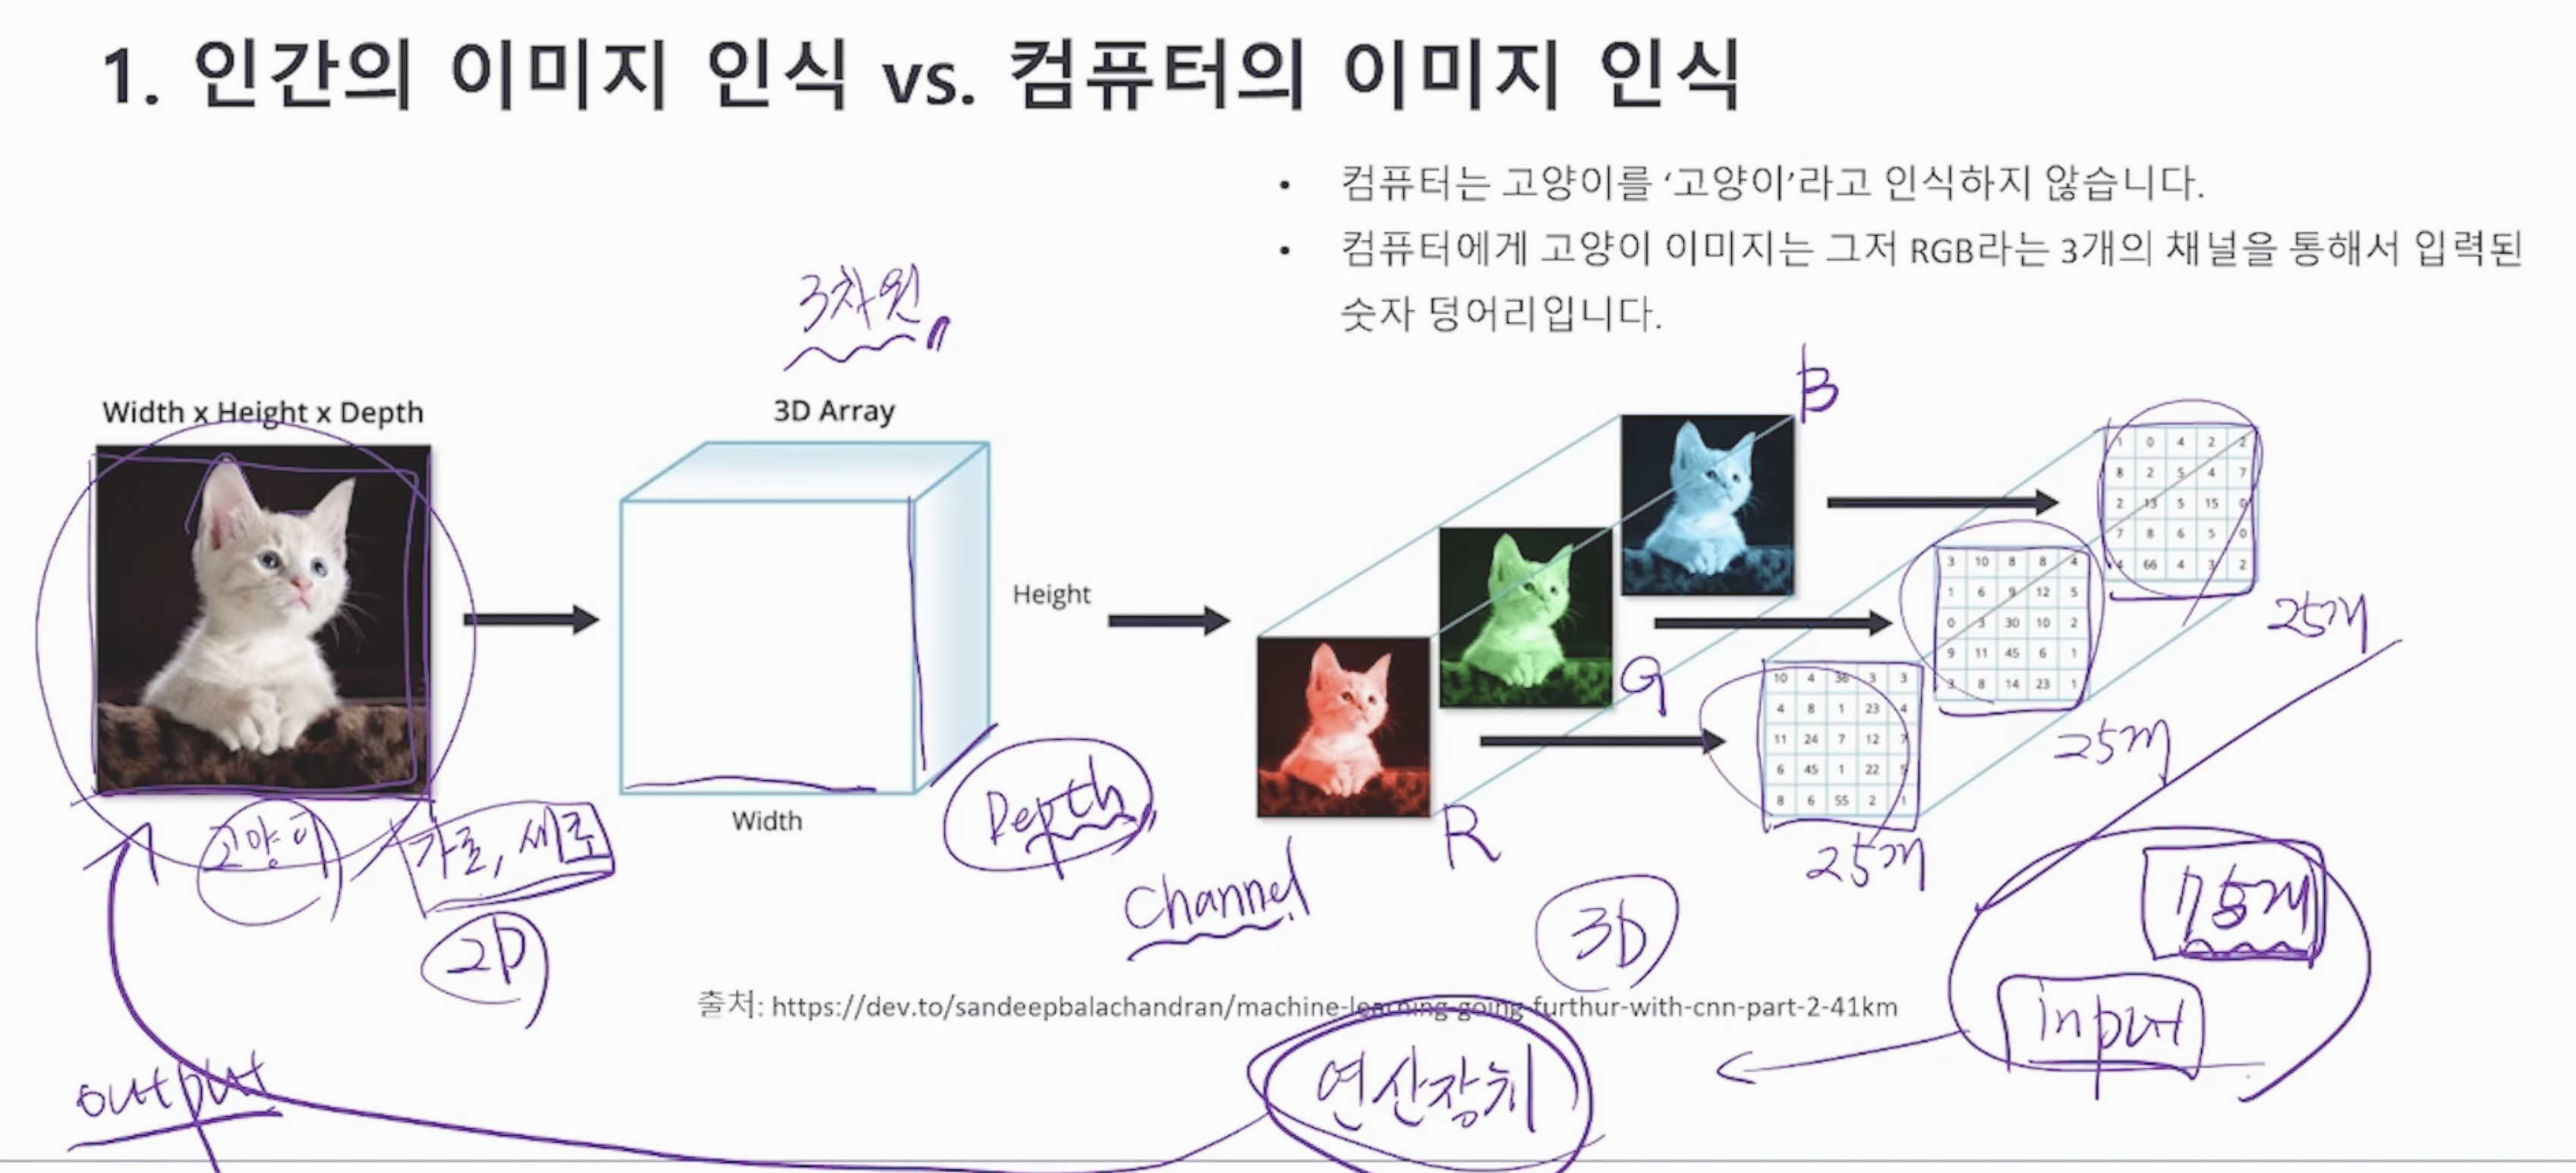 1. 인간의 이미지 인식 vs. 컴퓨터의 이미지 인식
• 컴퓨터는 고양이를 ‘고양이’라고 인식하지 않습니다.
• 컴퓨터에게 고양이 이미지는 그저 RGB라는 3개의 채널을 통해서 입력된
숫자 덩어리입니다.
3차원
Width x Height x Depth
3D Array
Height
Width
Depth
Channel
고양이
가로, 세로
2D
R
G
B
1 0 4 2 2
8 2 5 4 7
2 13 5 15 0
7 8 6 5 0
4 66 4 3 2
25개
3 10 8 8 4
1 6 9 12 5
0 3 30 10 2
9 11 45 6 1
3 8 14 23 1
25개
10 4 36 3 3
4 8 1 23 4
11 24 7 12 7
6 45 1 22 5
8 6 55 2 1
25개
3D
75개
input
출처: https://dev.to/sandeepbalachandran/machine-learning-going-furthur-with-cnn-part-2-41km
연산장치
output